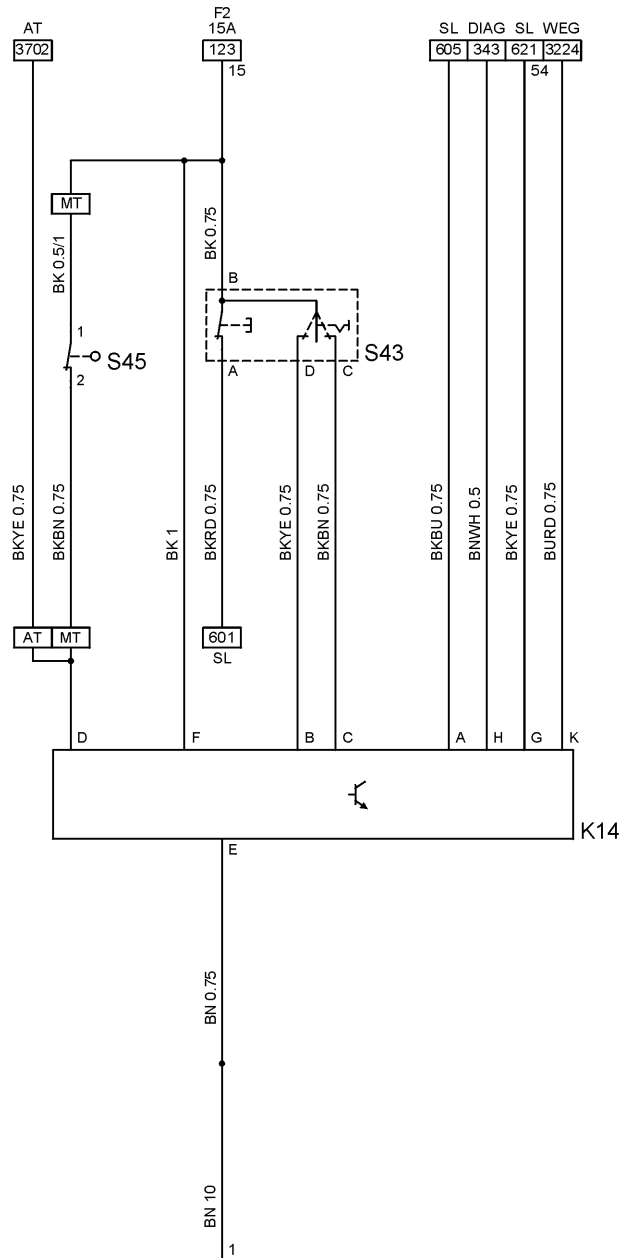 AT
3702
F2
15A
123
15
SL DIAG SL WEG
605 343 621 3224
54
MT
BK 0.5/1
BK 0.75
B
1
2
S45
A
D
C
S43
BKYE 0.75
BKBN 0.75
BK 1
BKRD 0.75
BKYE 0.75
BKBN 0.75
BKBU 0.75
BNWH 0.5
BKYE 0.75
BURD 0.75
AT MT
601
SL
D
F
B
C
A
H
G
K
K14
E
BN 0.75
BN 10
1